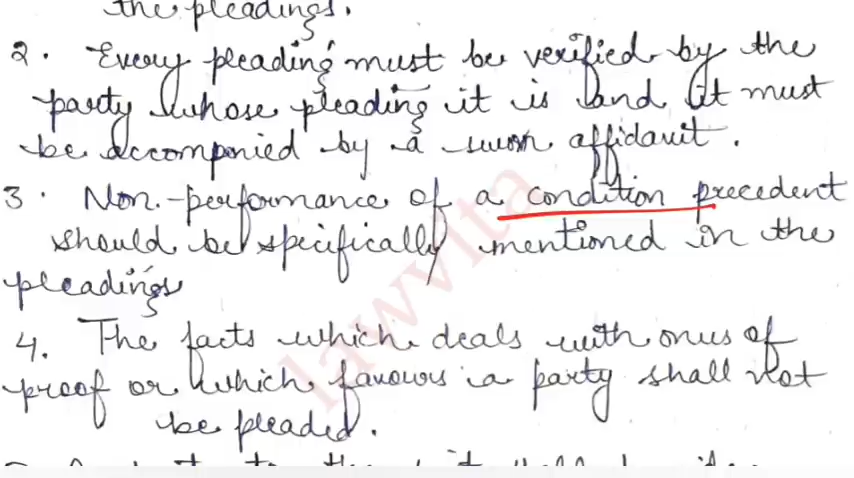 the pleadings.
2. Every pleading must be verified by the
party whose pleading it is and it must
be accompnied by a sworn affidavit.
3. Non-performance of a condition precedent
should be specifically mentioned in the
pleadings
4. The facts which deals with onus of
proof or which favours a party shall not
be pleaded.
lawvita